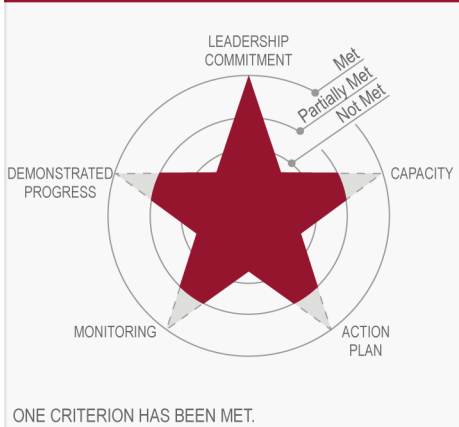 LEADERSHIP
COMMITMENT
Met
Partially Met
Not Met
DEMONSTRATED
PROGRESS
CAPACITY
MONITORING
ACTION
PLAN
ONE CRITERION HAS BEEN MET.